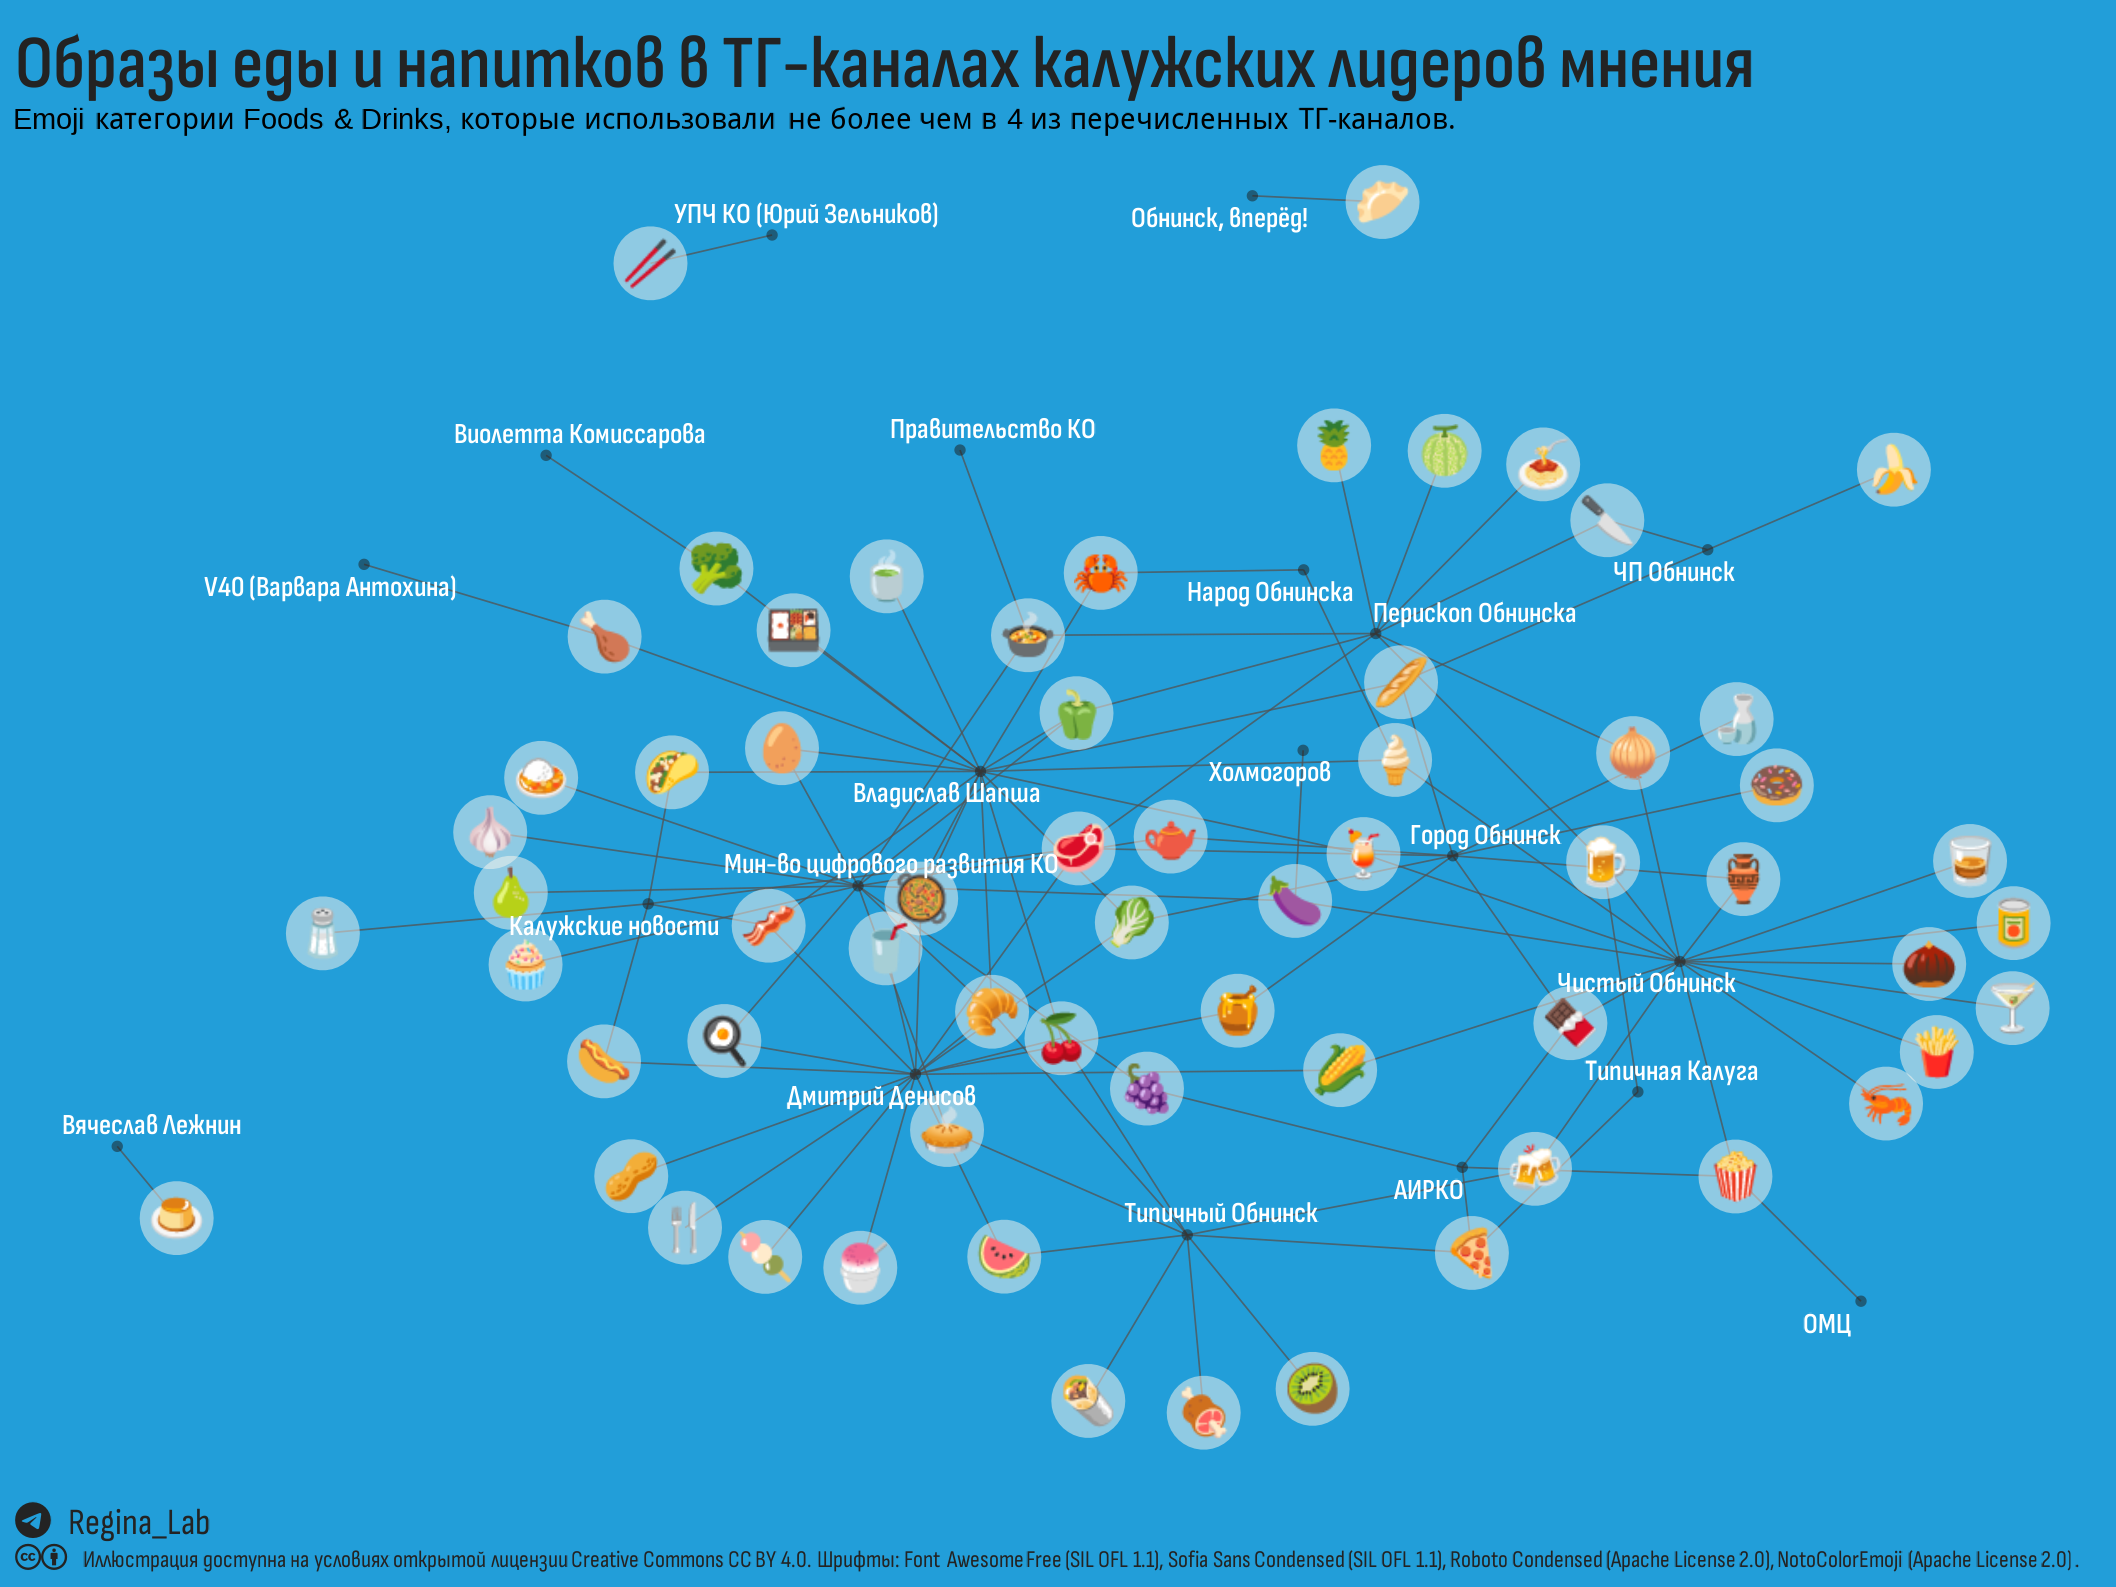 Образы еды и напитков в ТГ-каналах калужских лидеров мнения
Emoji категории Foods & Drinks, которые использовали не более чем в 4 из перечисленных ТГ-каналов.
УПЧ КО (Юрий Зельников)
Обнинск, вперёд!
Виолетта Комиссарова
Правительство КО
ЧП Обнинск
V40 (Варвара Антохина)
Народ Обнинска
Перископ Обнинска
Холмогоров
Владислав Шапша
Город Обнинск
Мин-во цифрового развития КО
Калужские новости
Чистый Обнинск
Типичная Калуга
Дмитрий Денисов
Вячеслав Лежнин
АИРКО
Типичный Обнинск
ОМЦ
Regina_Lab
Иллюстрация доступна на условиях открытой лицензии Creative Commons CC BY 4.0. Шрифты: Font Awesome Free (SIL OFL 1.1), Sofia Sans Condensed (SIL OFL 1.1), Roboto Condensed (Apache License 2.0), NotoColorEmoji (Apache License 2.0).